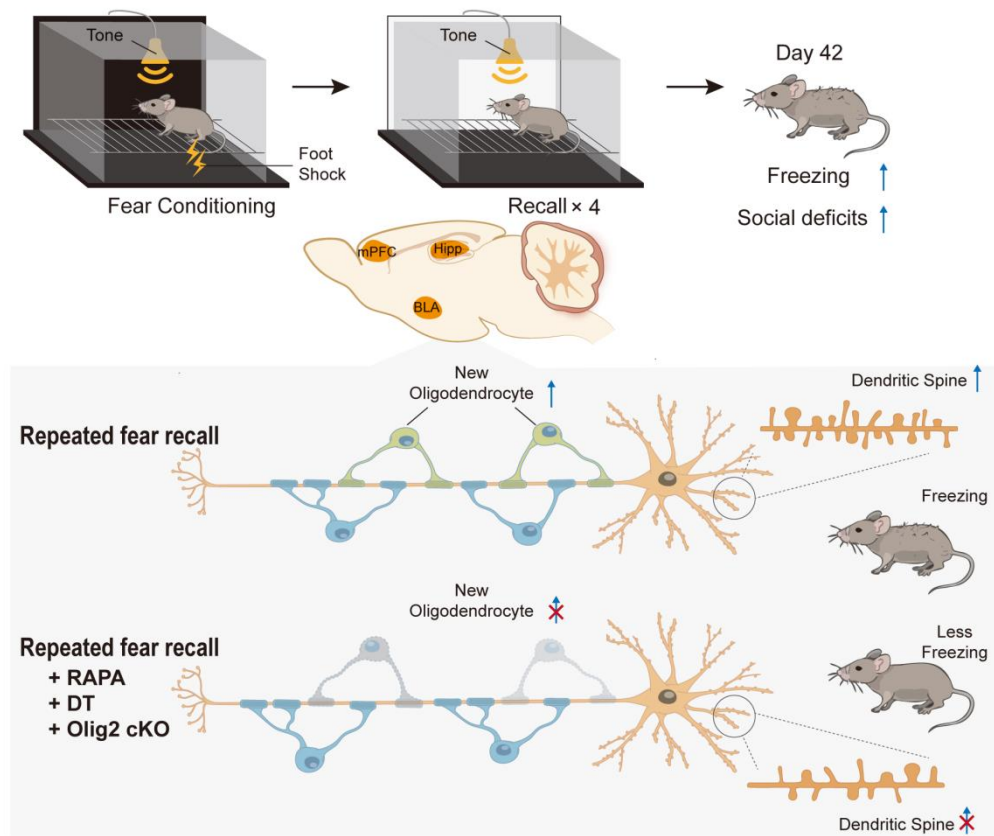 Tone
Foot
Shock
Fear Conditioning
Tone
Recall × 4
Day 42
Freezing
Social deficits
mPFC
Hipp
BLA
New
Oligodendrocyte
Dendritic Spine
Repeated fear recall
Freezing
New
Oligodendrocyte
Repeated fear recall
+ RAPA
+ DT
+ Olig2 cKO
Less
Freezing
Dendritic Spine